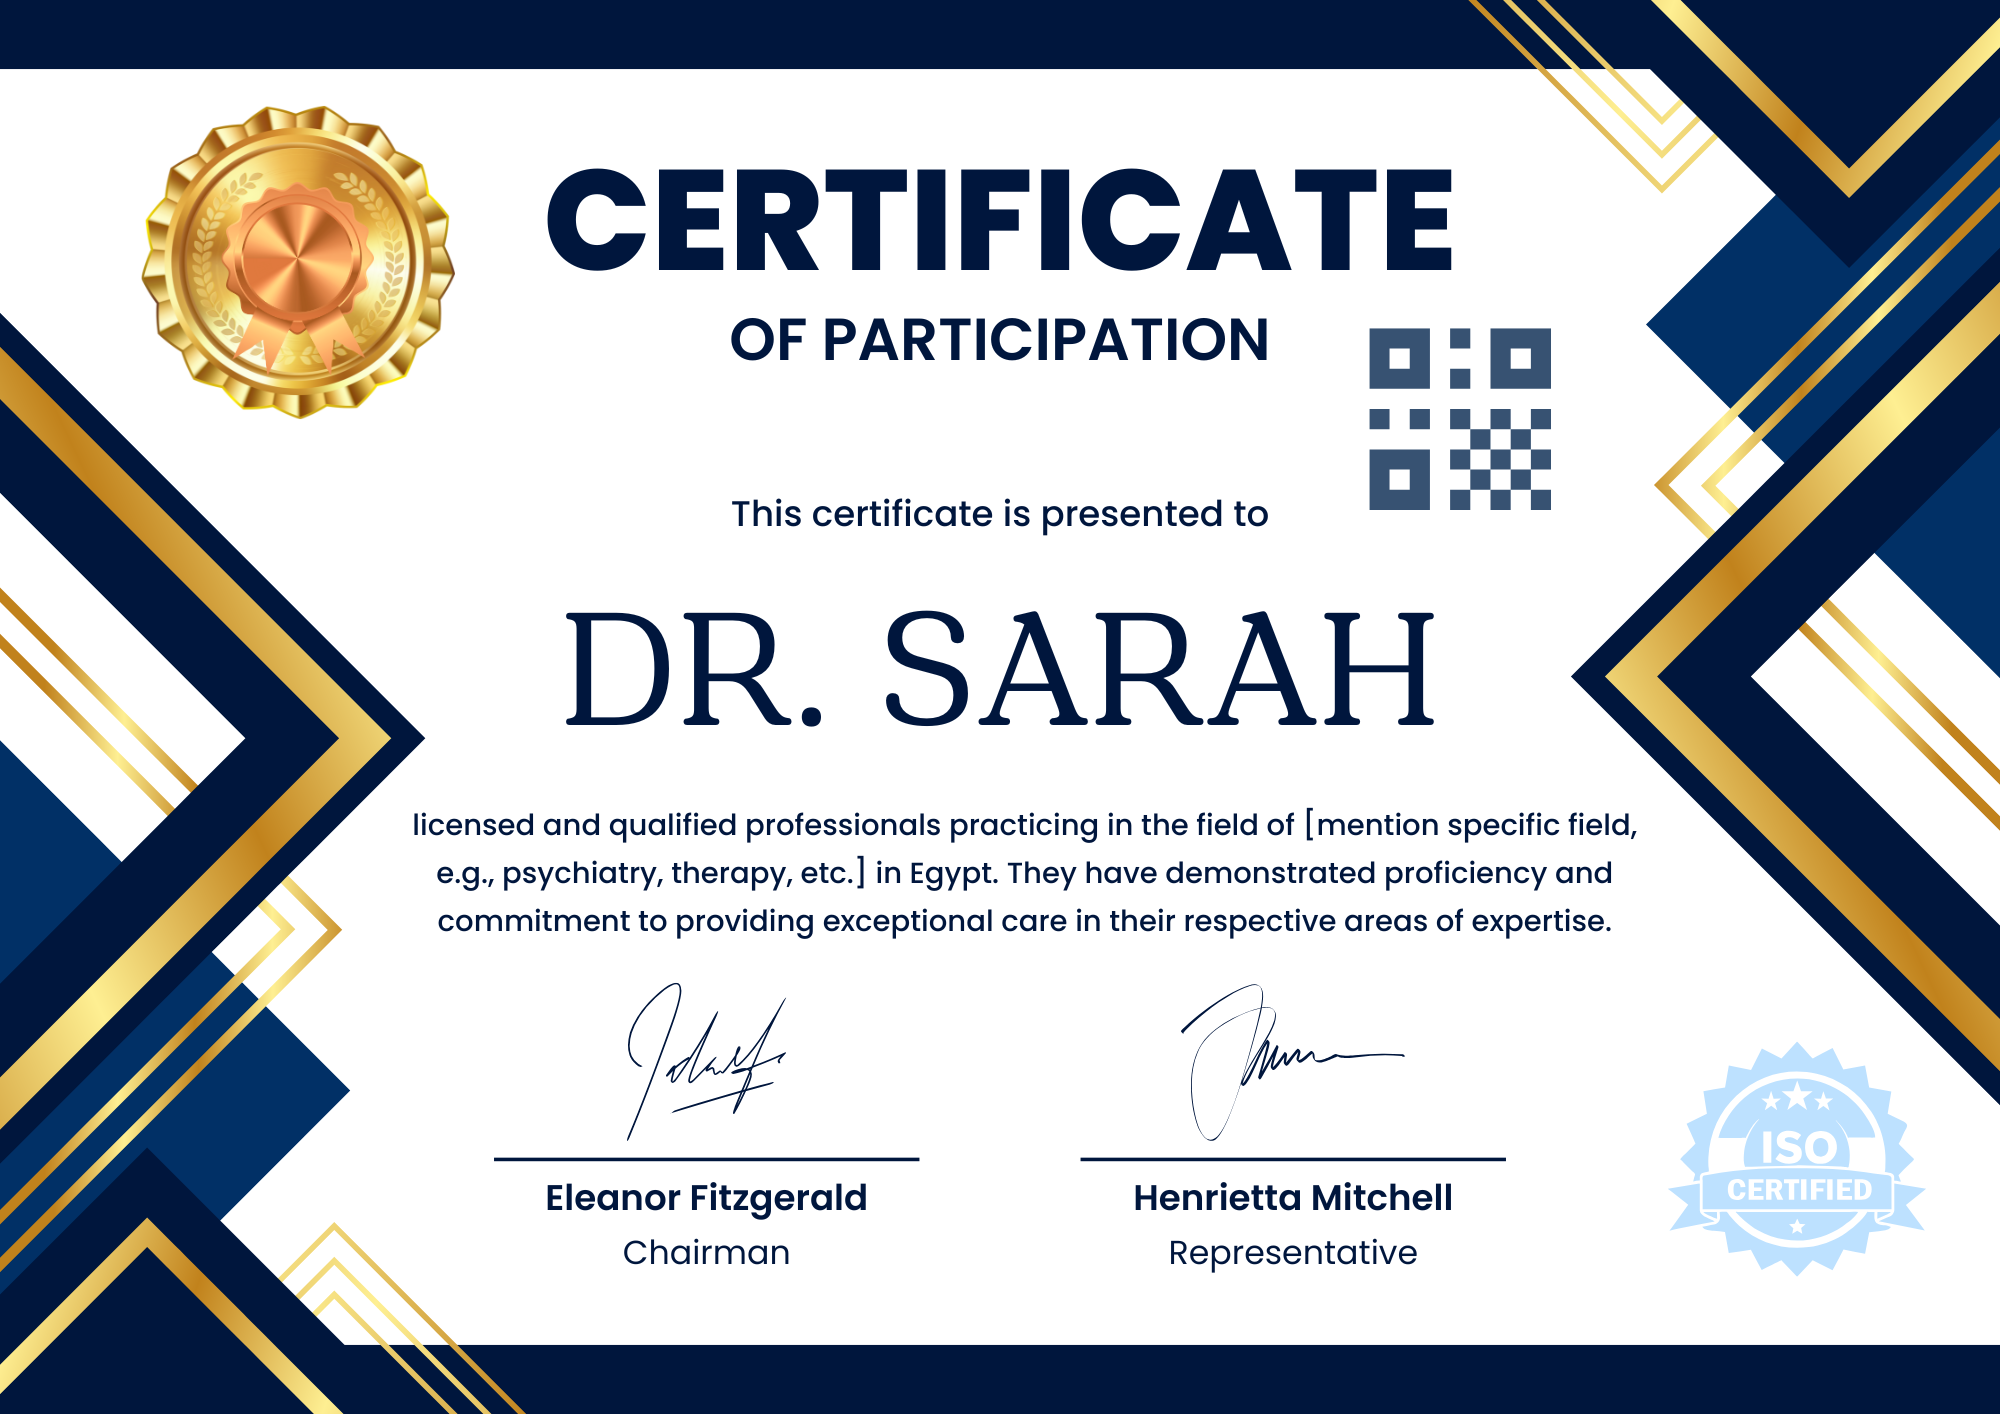 CERTIFICATE
OF PARTICIPATION
This certificate is presented to
DR. SARAH
licensed and qualified professionals practicing in the field of [mention specific field,
e.g., psychiatry, therapy, etc.] in Egypt. They have demonstrated proficiency and
commitment to providing exceptional care in their respective areas of expertise.
Eleanor Fitzgerald
Chairman
Henrietta Mitchell
Representative
ISO
CERTIFIED